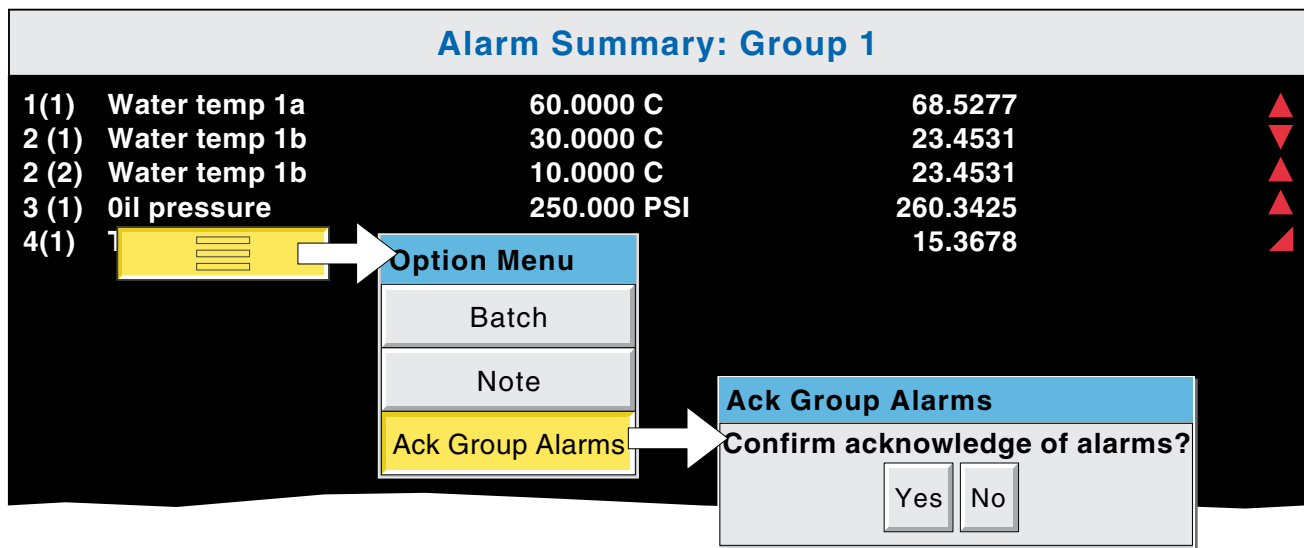 Alarm Summary: Group 1
1(1) Water temp 1a 60.0000 C 68.5277
2 (1) Water temp 1b 30.0000 C 23.4531
2 (2) Water temp 1b 10.0000 C 23.4531
3 (1) 0il pressure 250.000 PSI 260.3425
4(1) 15.3678
Option Menu
Batch
Note
Ack Group Alarms
Ack Group Alarms
Confirm acknowledge of alarms?
Yes No